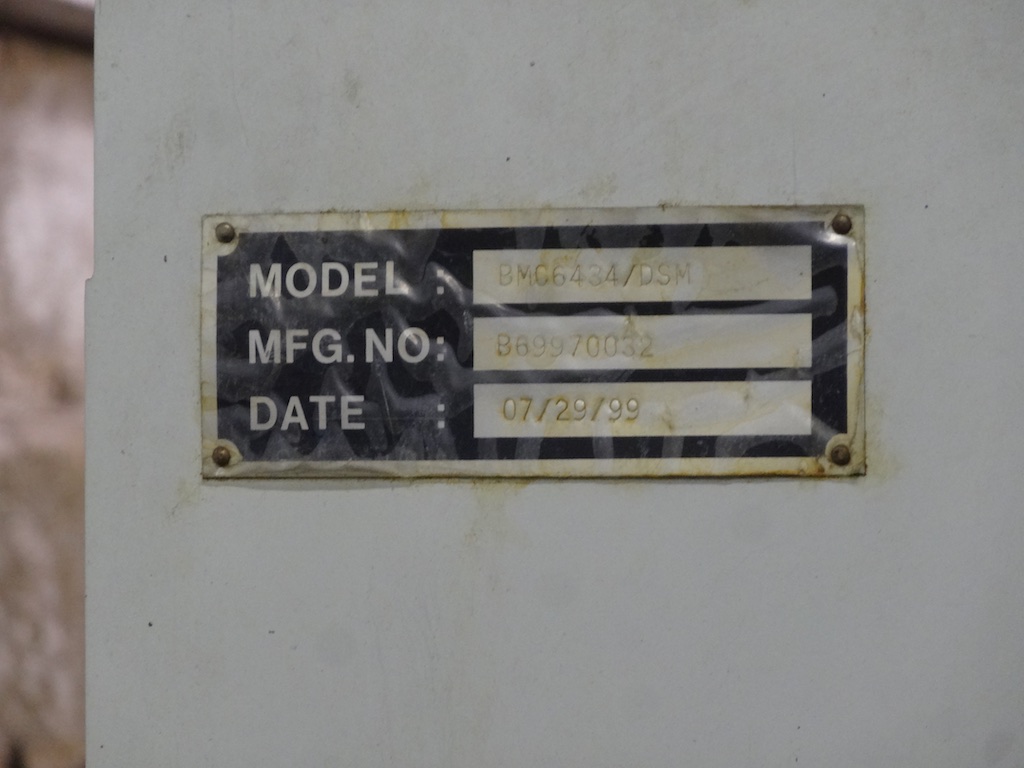 MODEL : BMC6434/DSM
MFG.NO: B69970032
DATE : 07/29/99